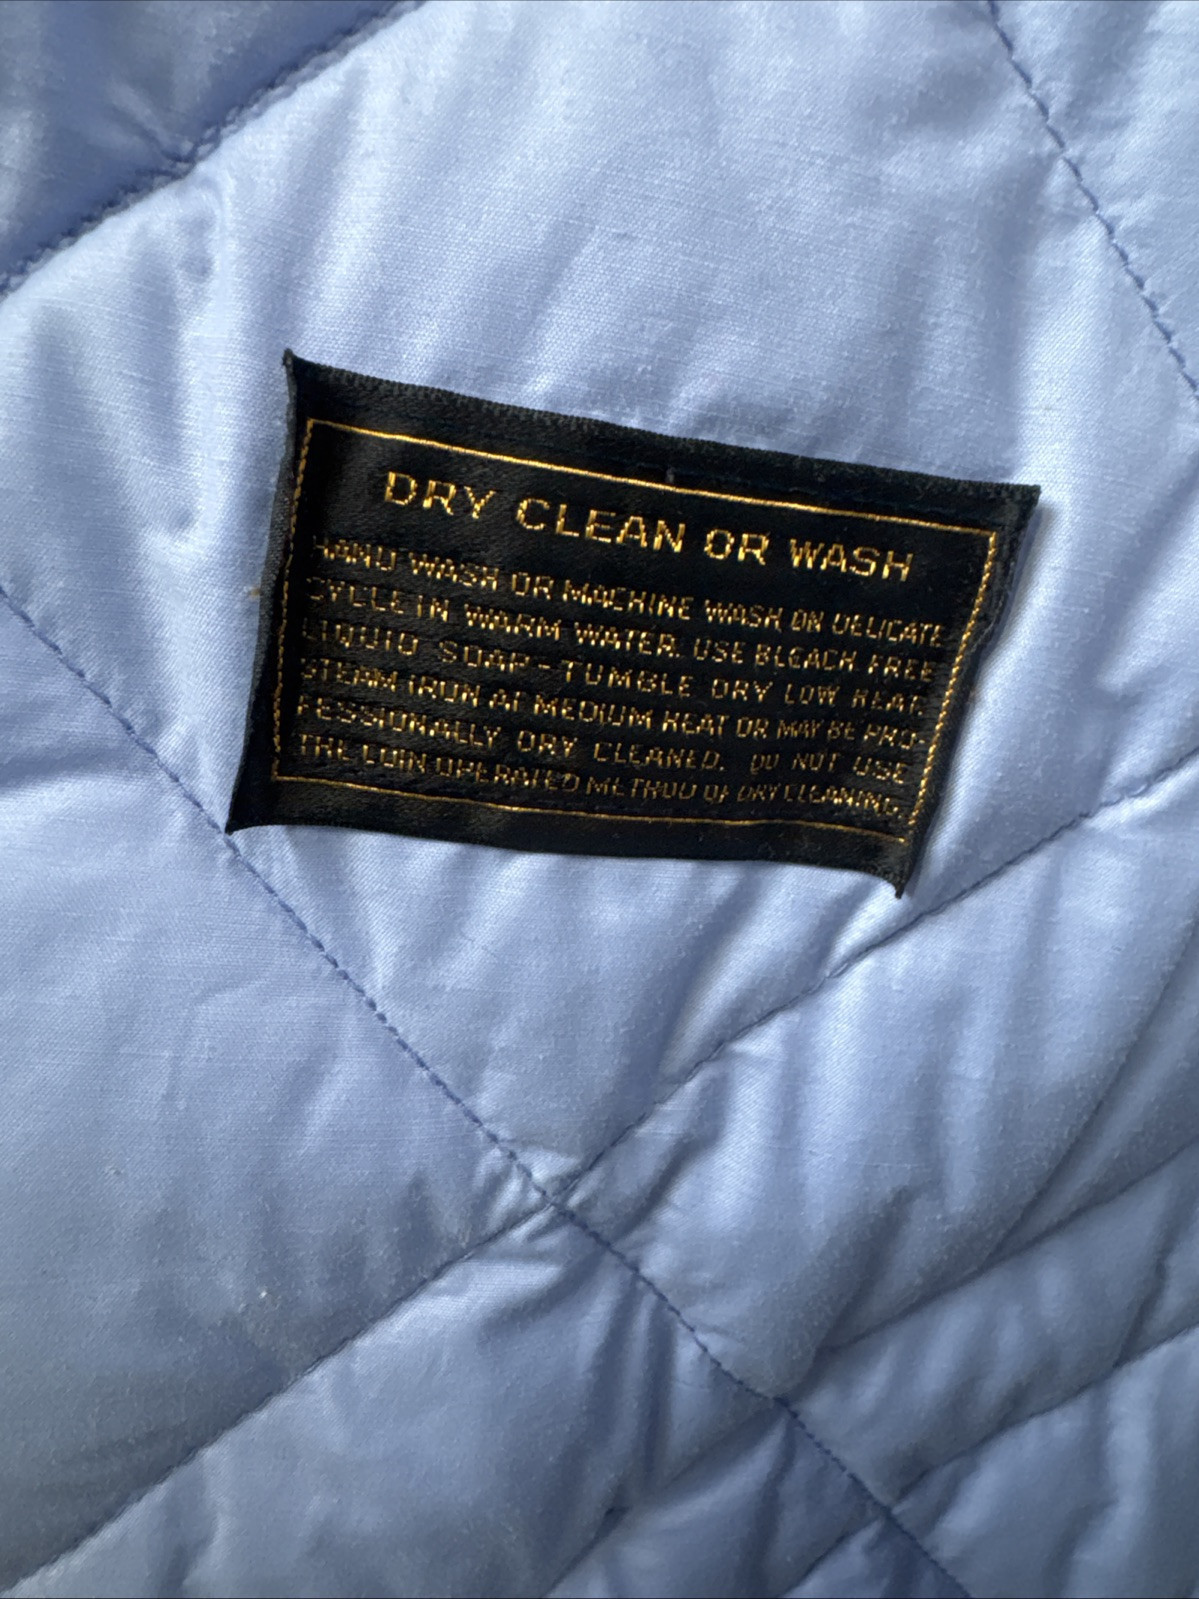 DRY CLEAN OR WASH
HAND WASH OR MACHINE WASH ON DELICATE
CYCLE IN WARM WATER. USE BLEACH FREE
LIQUID SOAP-TUMBLE DRY LOW HEAT.
STEAM IRON AT MEDIUM HEAT OR MAY BE PRO-
FESSIONALLY DRY CLEANED. DO NOT USE
THE COIN OPERATED METHOD OF DRY CLEANING.